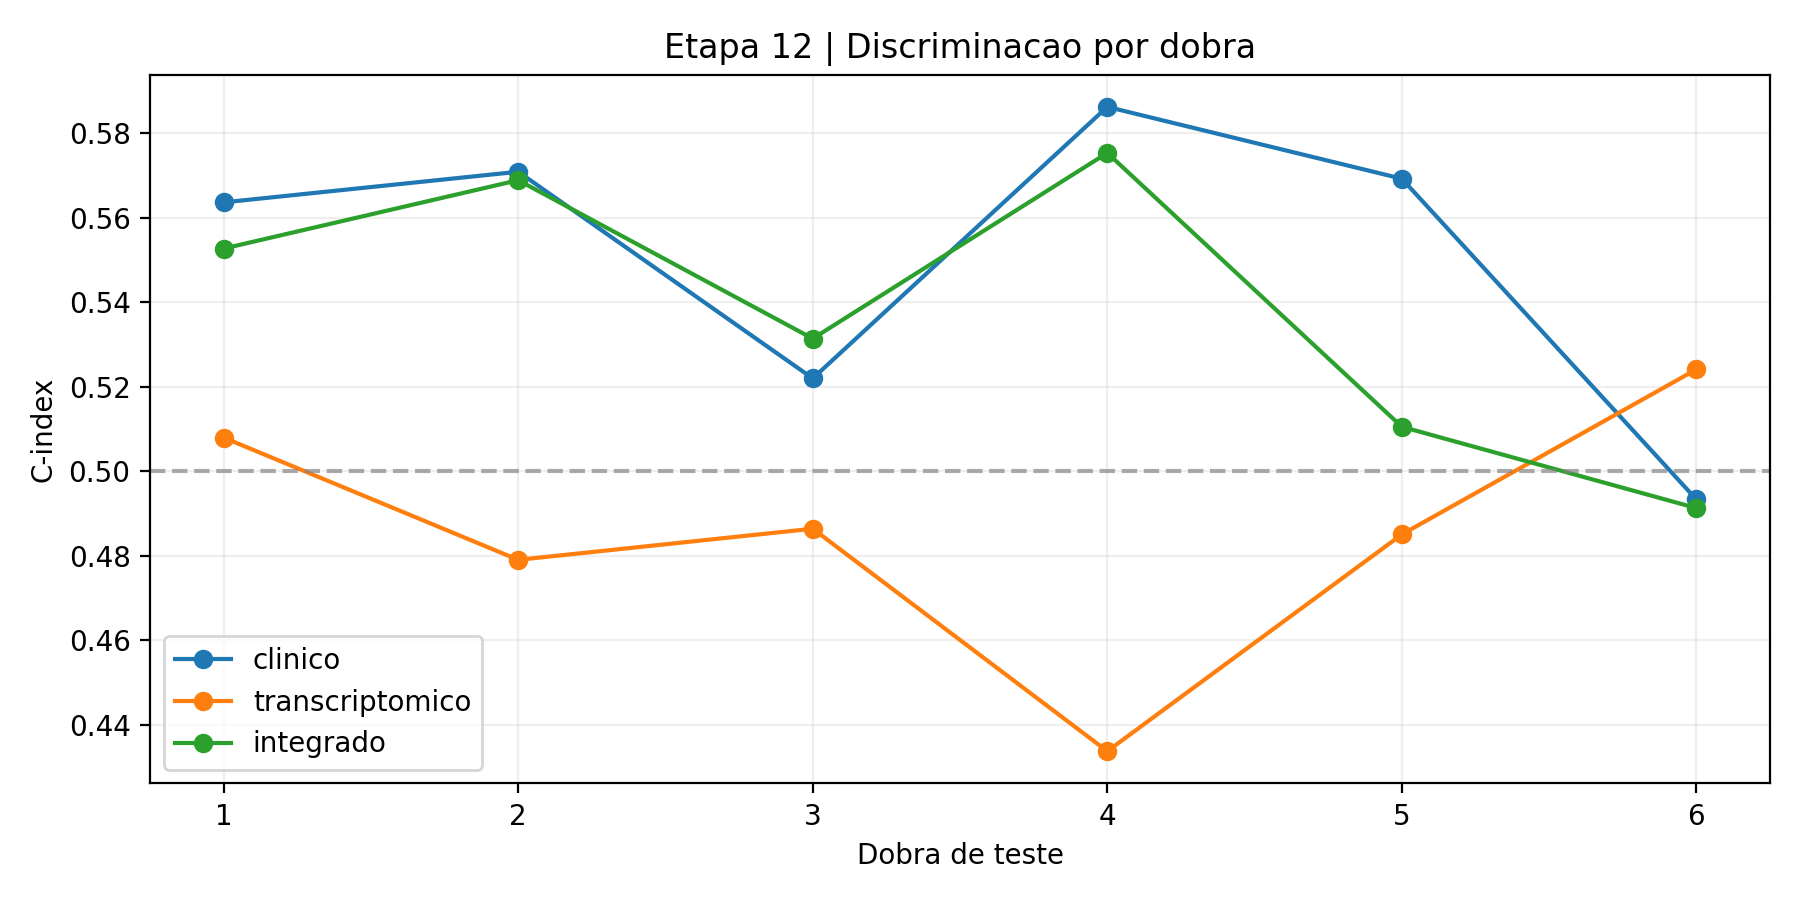 Etapa 12 | Discriminacao por dobra
C-index
0.58
0.56
0.54
0.52
0.50
0.48
0.46
0.44
clinico
transcriptomico
integrado
1 2 3 4 5 6
Dobra de teste